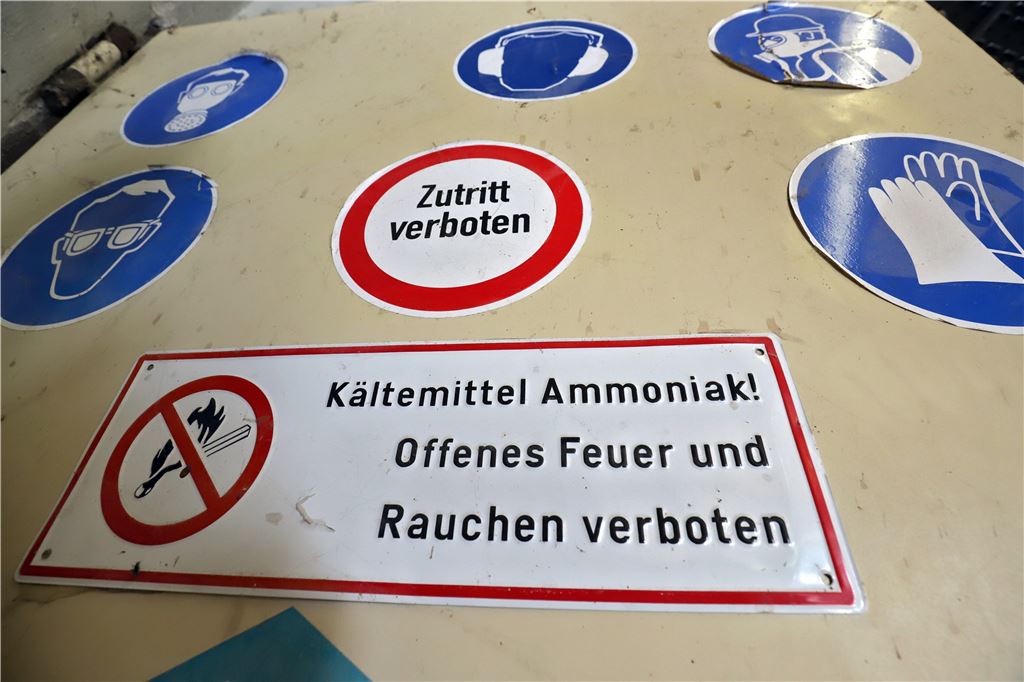 Zutritt
verboten
Kältemittel Ammoniak!
Offenes Feuer und
Rauchen verboten